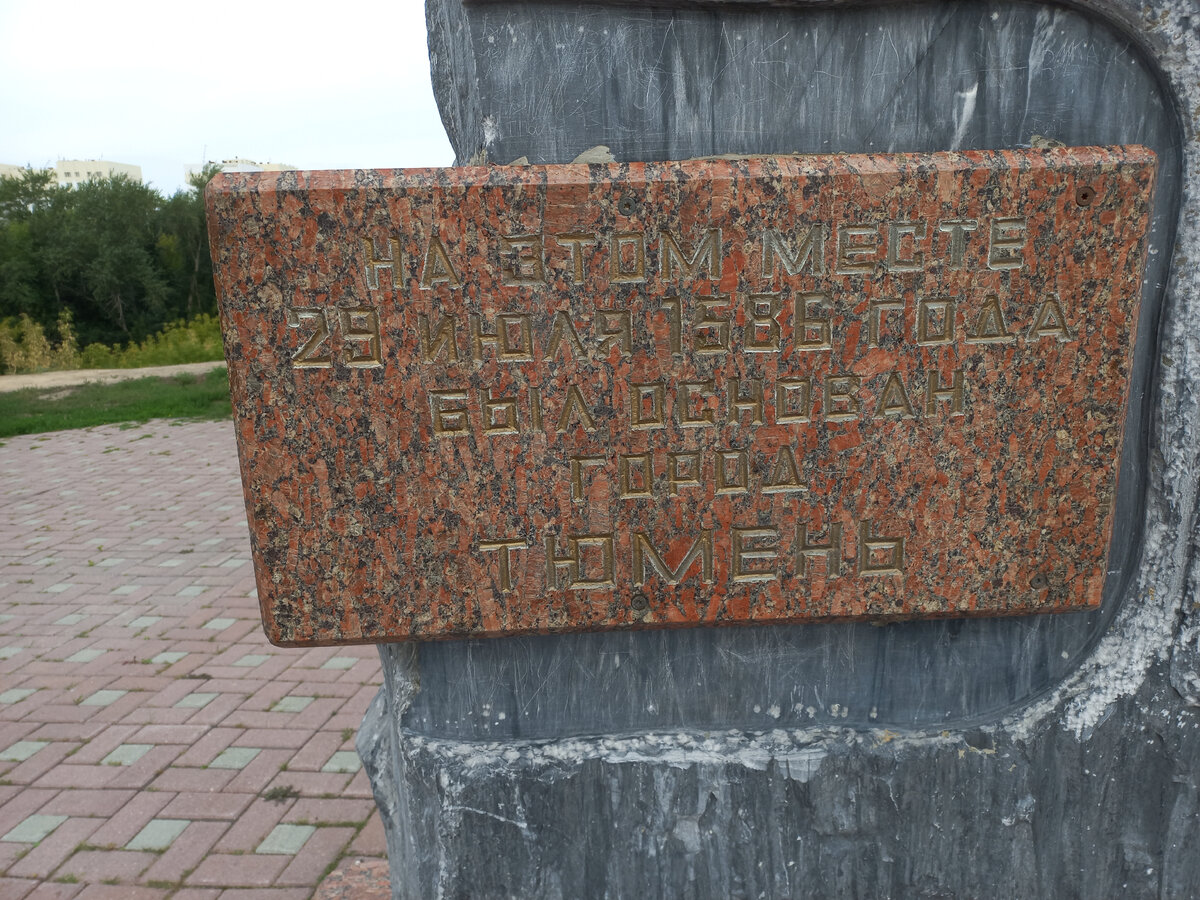 НА ЭТОМ МЕСТЕ
29 ИЮЛЯ 1586 ГОДА
БЫЛ ОСНОВАН
ГОРОД
ТЮМЕНЬ